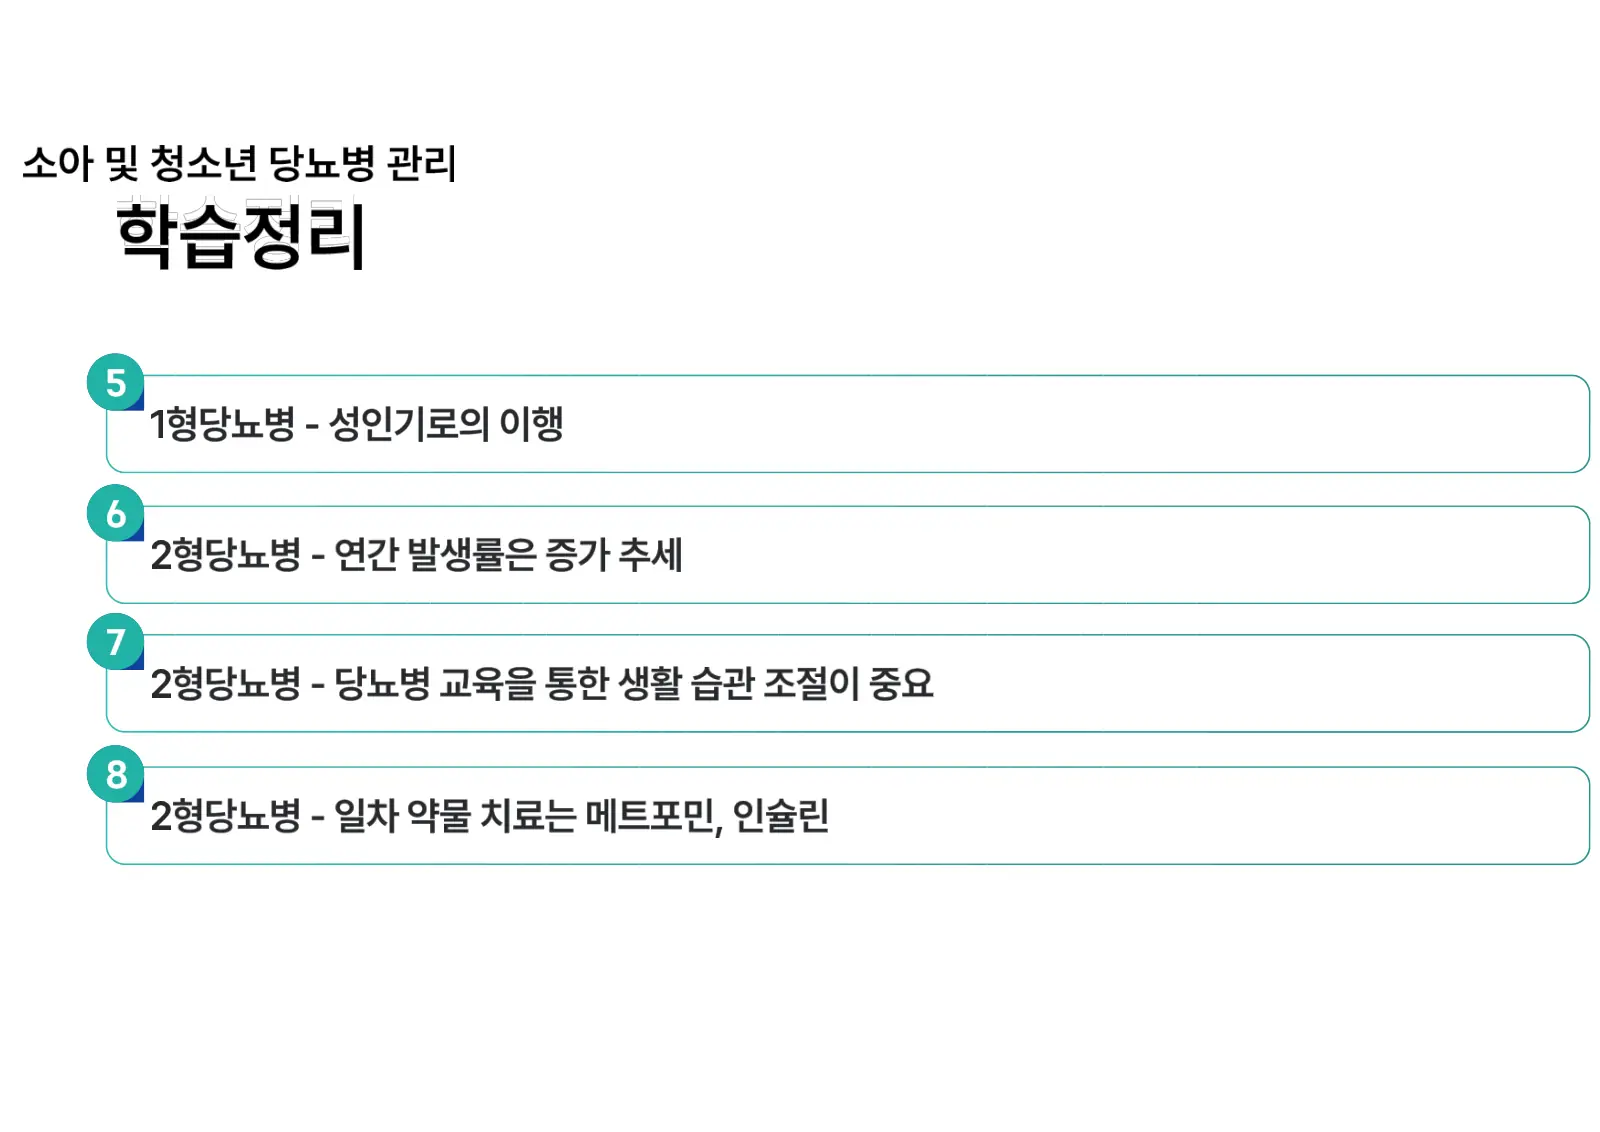 소아 및 청소년 당뇨병 관리
학습정리
5
1형당뇨병 - 성인기로의 이행
6
2형당뇨병 - 연간 발생률은 증가 추세
7
2형당뇨병 - 당뇨병 교육을 통한 생활 습관 조절이 중요
8
2형당뇨병 - 일차 약물 치료는 메트포민, 인슐린